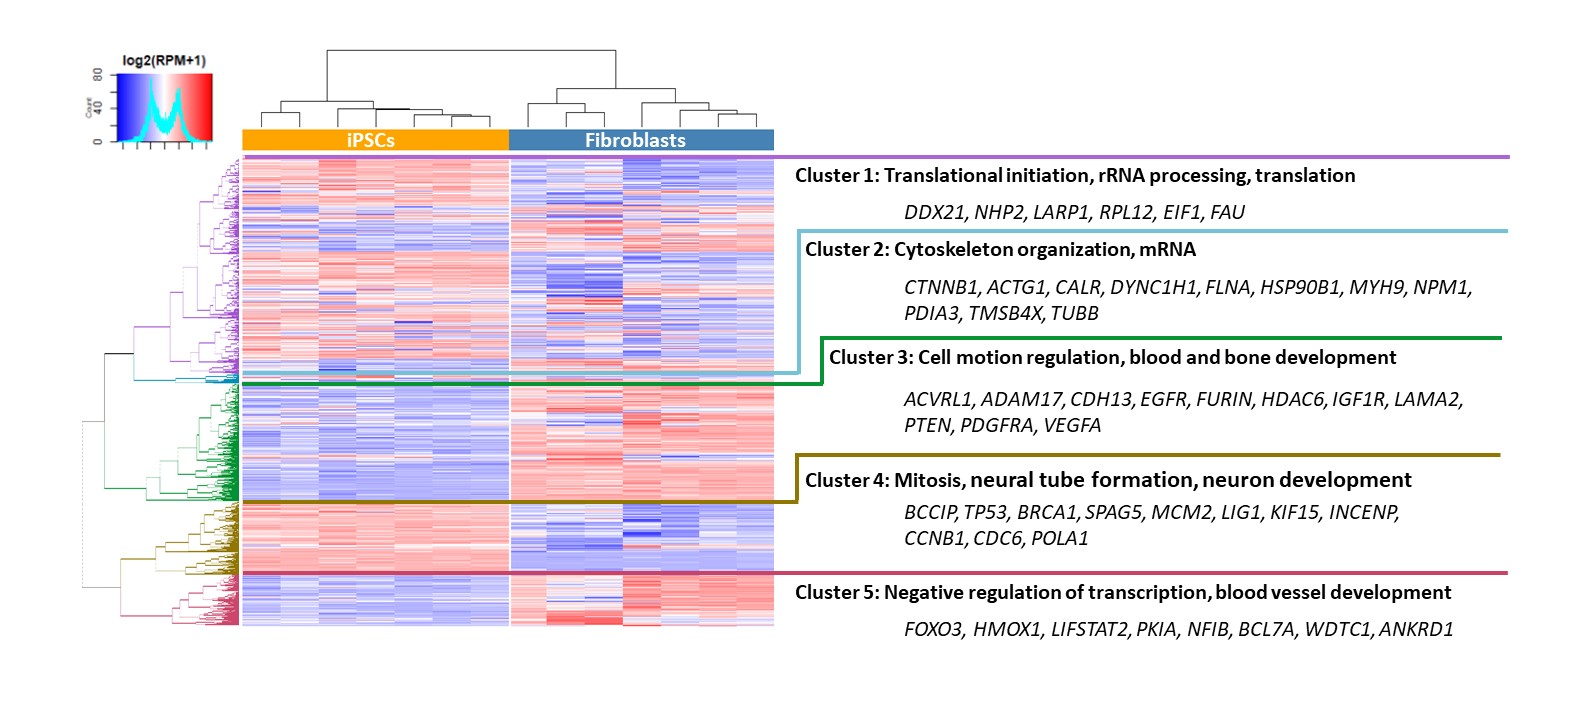 log2(RPM+1)
Count
0 40 80
iPSCs
Fibroblasts
Cluster 1: Translational initiation, rRNA processing, translation
DDX21, NHP2, LARP1, RPL12, EIF1, FAU
Cluster 2: Cytoskeleton organization, mRNA
CTNNB1, ACTG1, CALR, DYNC1H1, FLNA, HSP90B1, MYH9, NPM1,
PDIA3, TMSB4X, TUBB
Cluster 3: Cell motion regulation, blood and bone development
ACVRL1, ADAM17, CDH13, EGFR, FURIN, HDAC6, IGF1R, LAMA2,
PTEN, PDGFRA, VEGFA
Cluster 4: Mitosis, neural tube formation, neuron development
BCCIP, TP53, BRCA1, SPAG5, MCM2, LIG1, KIF15, INCENP,
CCNB1, CDC6, POLA1
Cluster 5: Negative regulation of transcription, blood vessel development
FOXO3, HMOX1, LIFSTAT2, PKIA, NFIB, BCL7A, WDTC1, ANKRD1